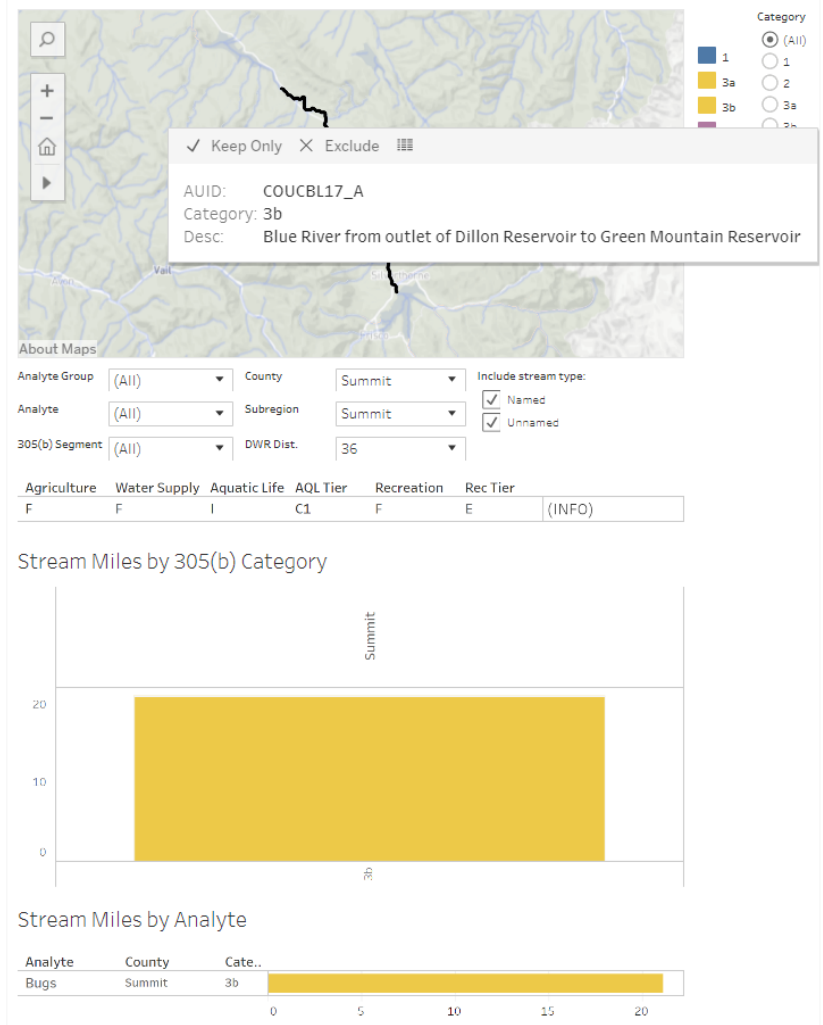 Category
(All)
1
1
3a
2
3b
3a
3b
Keep Only
Exclude
AUID: COUCBL17_A
Category: 3b
Desc: Blue River from outlet of Dillon Reservoir to Green Mountain Reservoir
Vail
Silverthorne
About Maps
Analyte Group (All) County Summit Include stream type:
Named
Analyte (All) Subregion Summit
Unnamed
305(b) Segment (All) DWR Dist. 36
Agriculture Water Supply Aquatic Life AQL Tier Recreation Rec Tier
F F I C1 F E (INFO)
Stream Miles by 305(b) Category
Summit
20
10
0
3b
Stream Miles by Analyte
Analyte County Cate..
Bugs Summit 3b
0 5 10 15 20